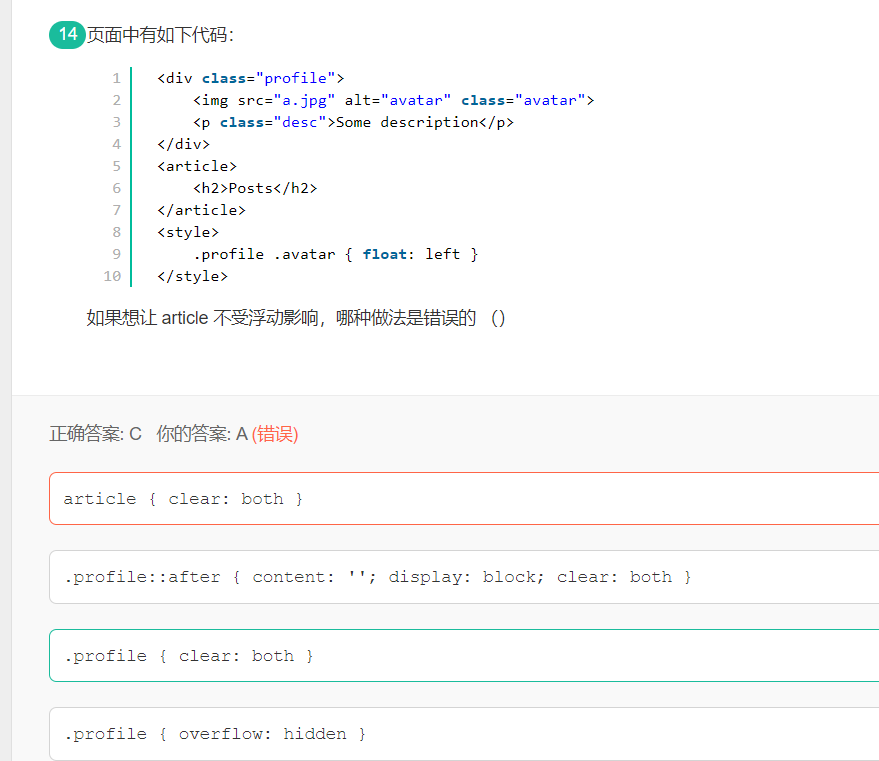 14 页面中有如下代码：
1 <div class="profile">
2 <img src="a.jpg" alt="avatar" class="avatar">
3 <p class="desc">Some description</p>
4 </div>
5 <article>
6 <h2>Posts</h2>
7 </article>
8 <style>
9 .profile .avatar { float: left }
10 </style>
如果想让 article 不受浮动影响，哪种做法是错误的 （）
正确答案: C 你的答案: A (错误)
article { clear: both }
.profile::after { content: ''; display: block; clear: both }
.profile { clear: both }
.profile { overflow: hidden }